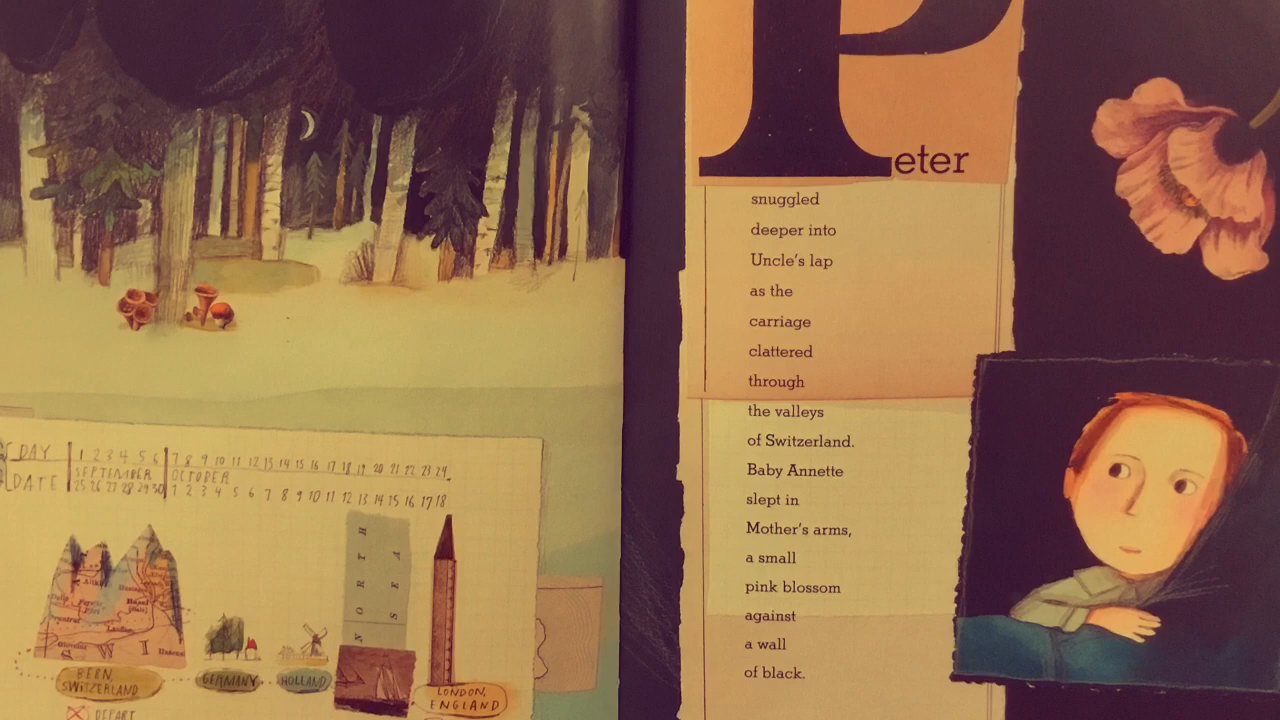 DAY 1 2 3 4 5 6 7 8 9 10 11 12 13 14 15 16 17 18 19 20 21 22 23 24
SEPTEMBER OCTOBER
DATE 25 26 27 28 29 30 1 2 3 4 5 6 7 8 9 10 11 12 13 14 15 16 17 18
NORTH
SEA
S W I
BERN,
SWITZERLAND
GERMANY
HOLLAND
LONDON,
ENGLAND
DEPART
Peter
snuggled
deeper into
Uncle's lap
as the
carriage
clattered
through
the valleys
of Switzerland.
Baby Annette
slept in
Mother's arms,
a small
pink blossom
against
a wall
of black.